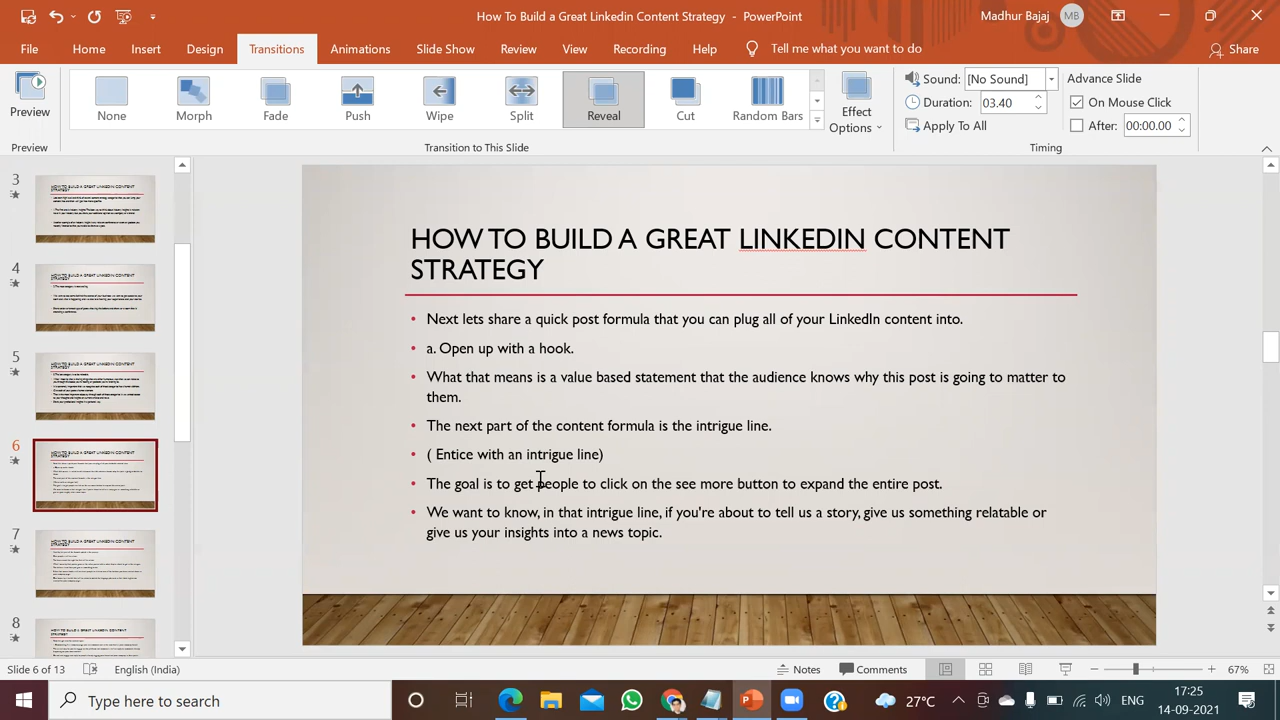 How To Build a Great Linkedin Content Strategy - PowerPoint
Madhur Bajaj MB
File Home Insert Design Transitions Animations Slide Show Review View Recording Help Tell me what you want to do Share
Preview
None Morph Fade Push Wipe Split Reveal Cut Random Bars
Effect Options
Sound: [No Sound]
Duration: 03.40
Apply To All
Advance Slide
On Mouse Click
After: 00:00.00
Preview Transition to This Slide Timing
3
4
5
6
7
8
HOW TO BUILD A GREAT LINKEDIN CONTENT
STRATEGY
• Next lets share a quick post formula that you can plug all of your LinkedIn content into.
• a. Open up with a hook.
• What that means is a value based statement that the audience knows why this post is going to matter to
them.
• The next part of the content formula is the intrigue line.
• ( Entice with an intrigue line)
• The goal is to get people to click on the see more button to expand the entire post.
• We want to know, in that intrigue line, if you're about to tell us a story, give us something relatable or
give us your insights into a news topic.
Slide 6 of 13 English (India) Notes Comments 67%
Type here to search 27°C ENG 17:25
14-09-2021